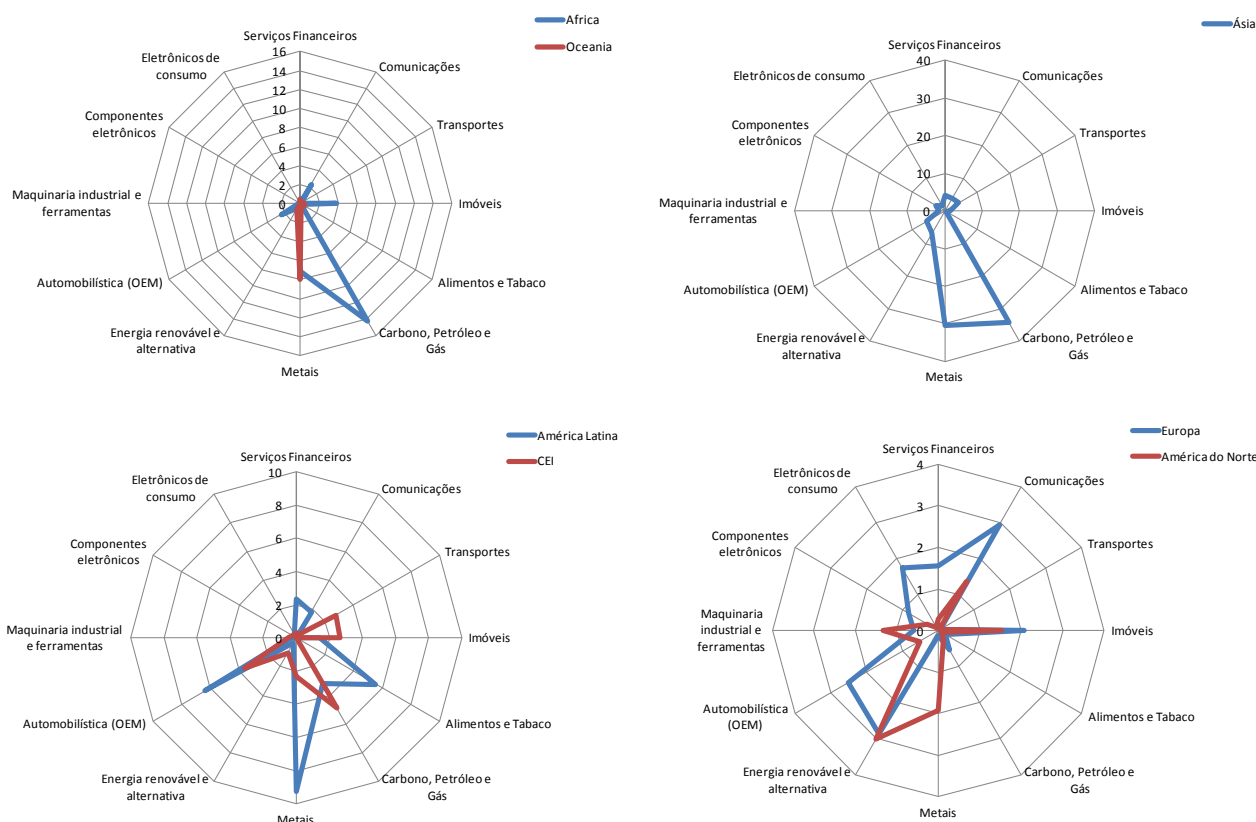 Africa
Oceania
Serviços Financeiros
Eletrônicos de
consumo
Comunicações
Componentes
eletrônicos
Transportes
Maquinaria industrial e
ferramentas
Imóveis
Automobilística (OEM)
Alimentos e Tabaco
Energia renovável e
alternativa
Carbono, Petróleo e
Gás
Metais
16
14
12
10
8
6
4
2
0
Ásia
Serviços Financeiros
Eletrônicos de consumo
Comunicações
Componentes
eletrônicos
Transportes
Maquinaria industrial e
ferramentas
Imóveis
Automobilística (OEM)
Alimentos e Tabaco
Energia renovável e
alternativa
Carbono, Petróleo e
Gás
Metais
40
30
20
10
0
América Latina
CEI
Serviços Financeiros
Eletrônicos de
consumo
Comunicações
Componentes
eletrônicos
Transportes
Maquinaria industrial
e ferramentas
Imóveis
Automobilística (OEM)
Alimentos e Tabaco
Energia renovável e
alternativa
Carbono, Petróleo e
Gás
Metais
10
8
6
4
2
0
Europa
América do Norte
Serviços Financeiros
Eletrônicos de
consumo
Comunicações
Componentes
eletrônicos
Transportes
Maquinaria
industrial e
ferramentas
Imóveis
Automobilística
(OEM)
Alimentos e Tabaco
Energia renovável e
alternativa
Carbono, Petróleo e
Gás
Metais
4
3
2
1
0